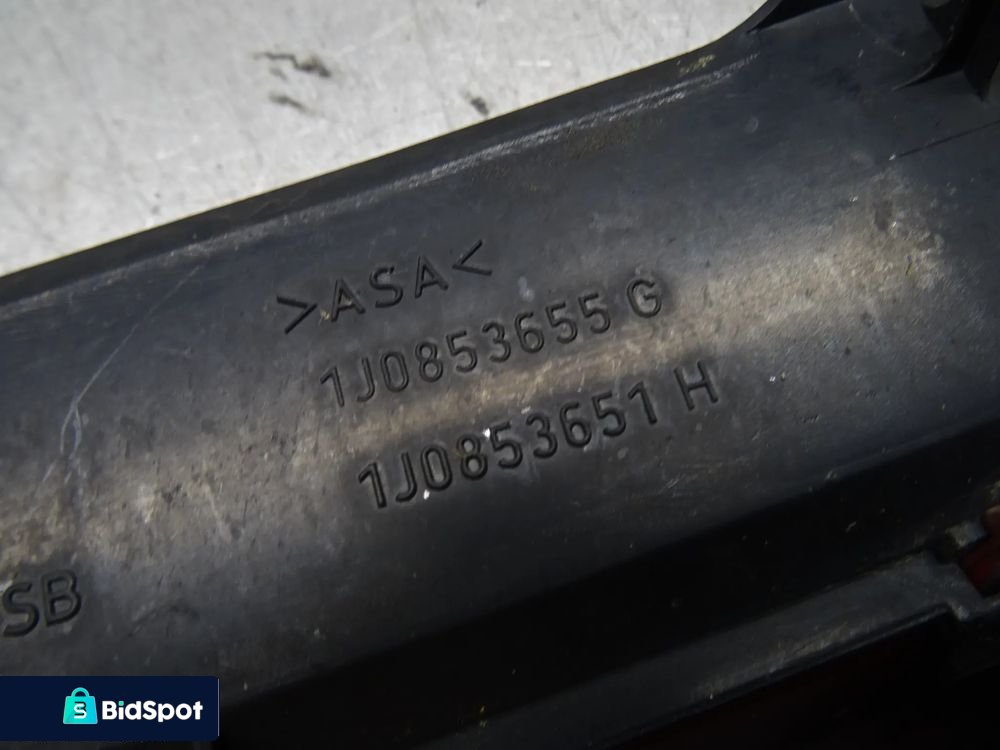 >ASA<
1J0853655 G
1J0853651 H
SB
BidSpot